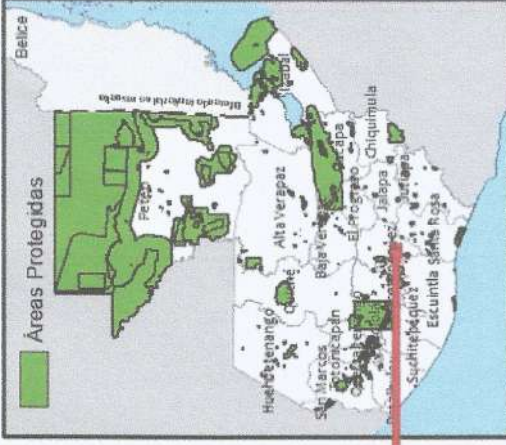 Áreas Protegidas
Belice
Petén
Izabal
Alta Verapaz
Quiché
Huehuetenango
Baja Verapaz
Zacapa
Chiquimula
El Progreso
Jalapa
Jutiapa
San Marcos
Totonicapán
Suchitepéquez
Escuintla
Santa Rosa